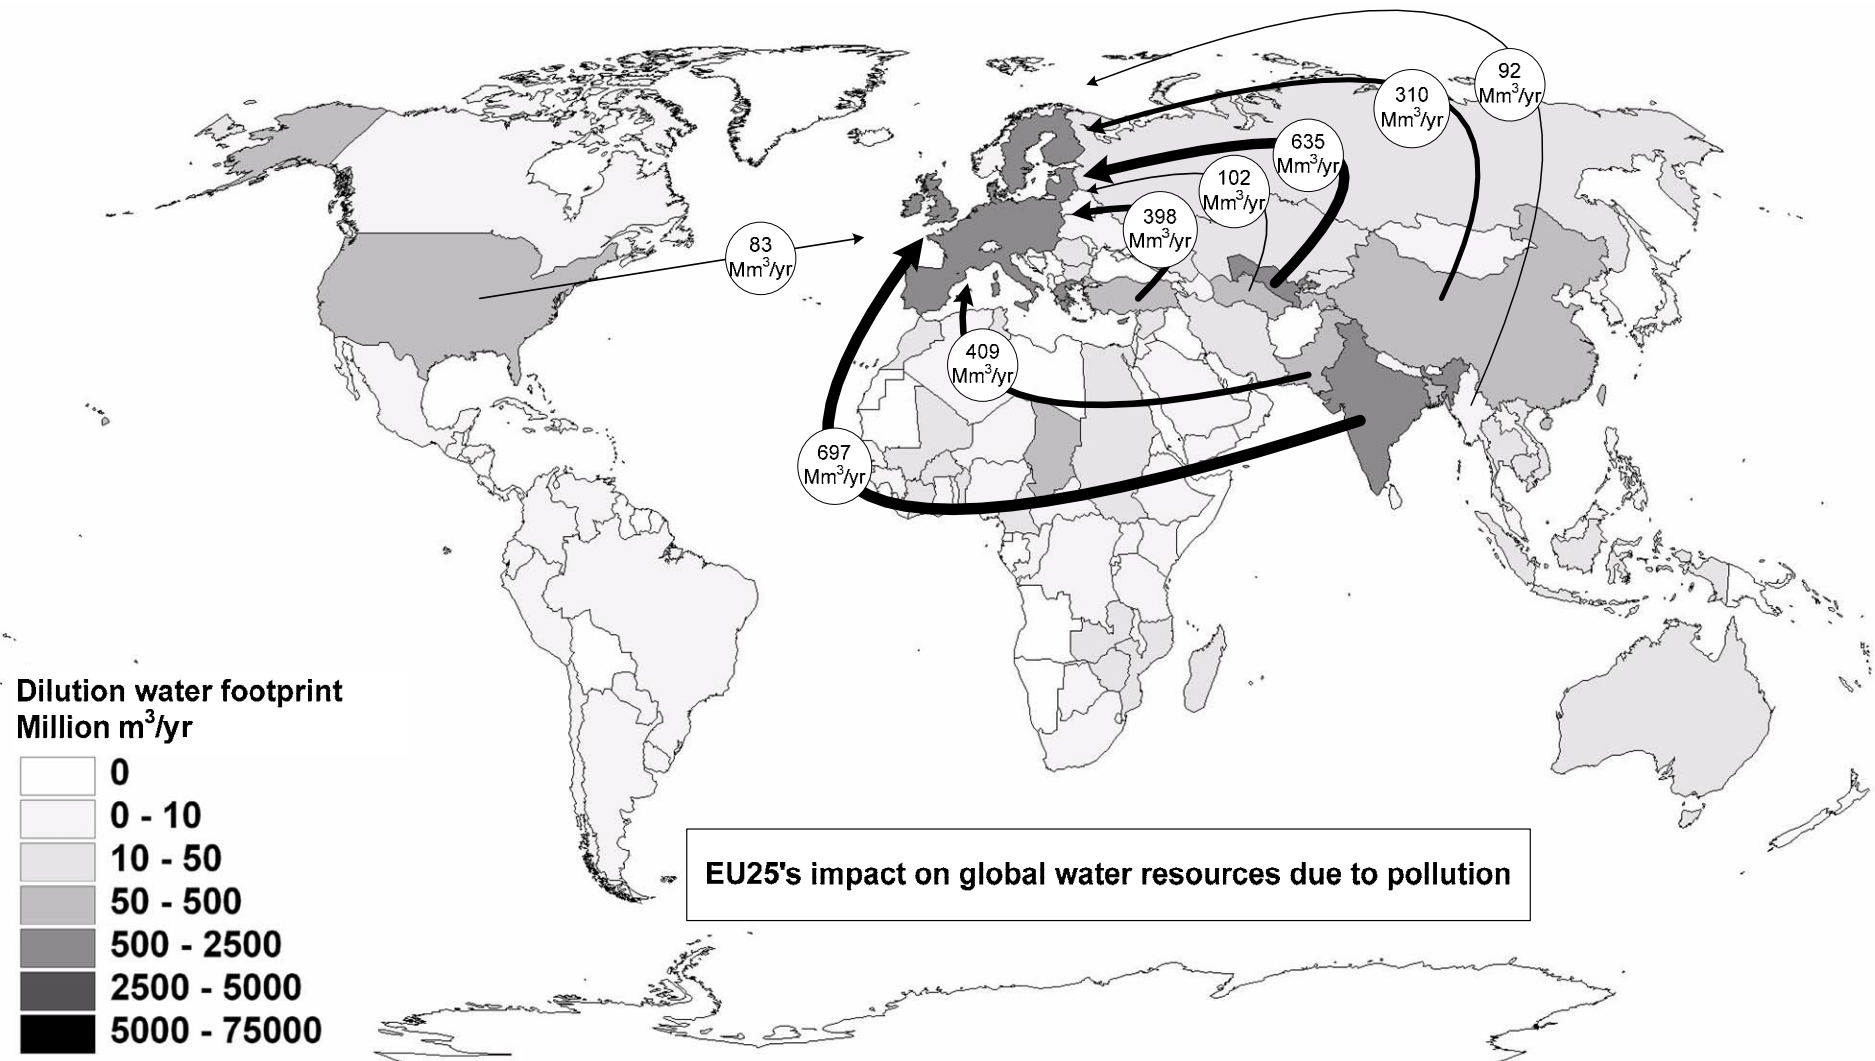 92
Mm³/yr
310
Mm³/yr
635
Mm³/yr
102
Mm³/yr
398
Mm³/yr
83
Mm³/yr
409
Mm³/yr
697
Mm³/yr
Dilution water footprint
Million m³/yr
0
0 - 10
10 - 50
50 - 500
500 - 2500
2500 - 5000
5000 - 75000
EU25's impact on global water resources due to pollution